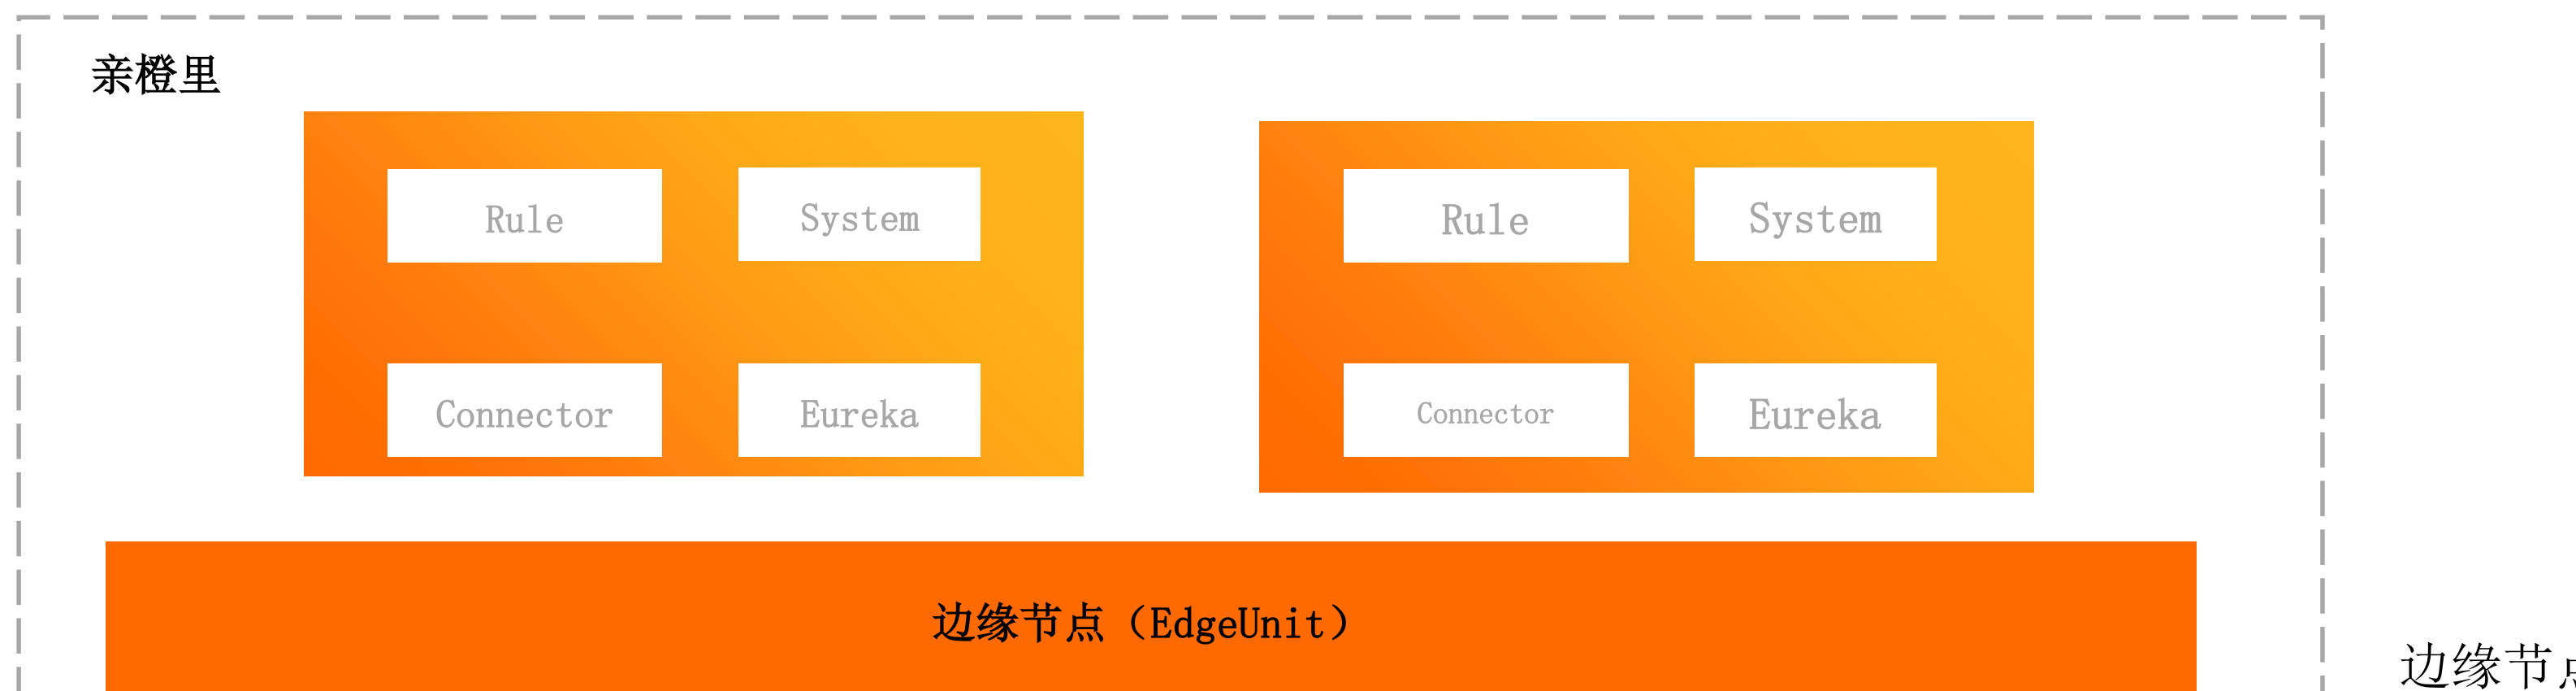 亲橙里
Rule
System
Connector
Eureka
Rule
System
Connector
Eureka
边缘节点（EdgeUnit）
边缘节点